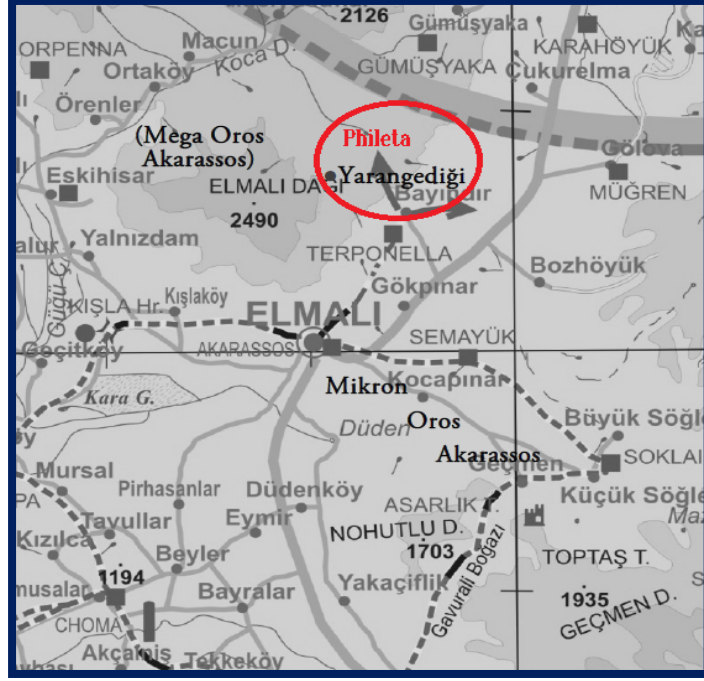 2126
Gümüşyaka
ORPENNA
Macun
Koca D.
KARAHÖYÜK
GÜMÜŞYAKA
Ortaköy
Çukurelma
Örenler
Phileta
(Mega Oros
Akarassos)
Gölova
Eskihisar
ELMALI DAĞI
Yarangediği
MÜĞREN
Bayındır
2490
Yalnızdam
TERPONELLA
Bozhöyük
Gökpınar
Güğü Ç.
KIŞLA Hr.
Kışlaköy
ELMALI
SEMAYÜK
Geçitköy
AKARASSOS
Mikron
Kocapınar
Kara G.
Oros
Büyük Söğle
Düden
Akarassos
Geçmen
SOKLAI
Mursal
Pirhasanlar
Düdenköy
Küçük Söğle
ASARLIK T.
Tavullar
Eymir
NOHUTLU D.
Kızılca
1703
TOPTAŞ T.
Beyler
1194
Yakaçiflik
Gavurali Boğazı
1935
Bayralar
GEÇMEN D.
CHOMA
Akçainiş
Tekkeköy